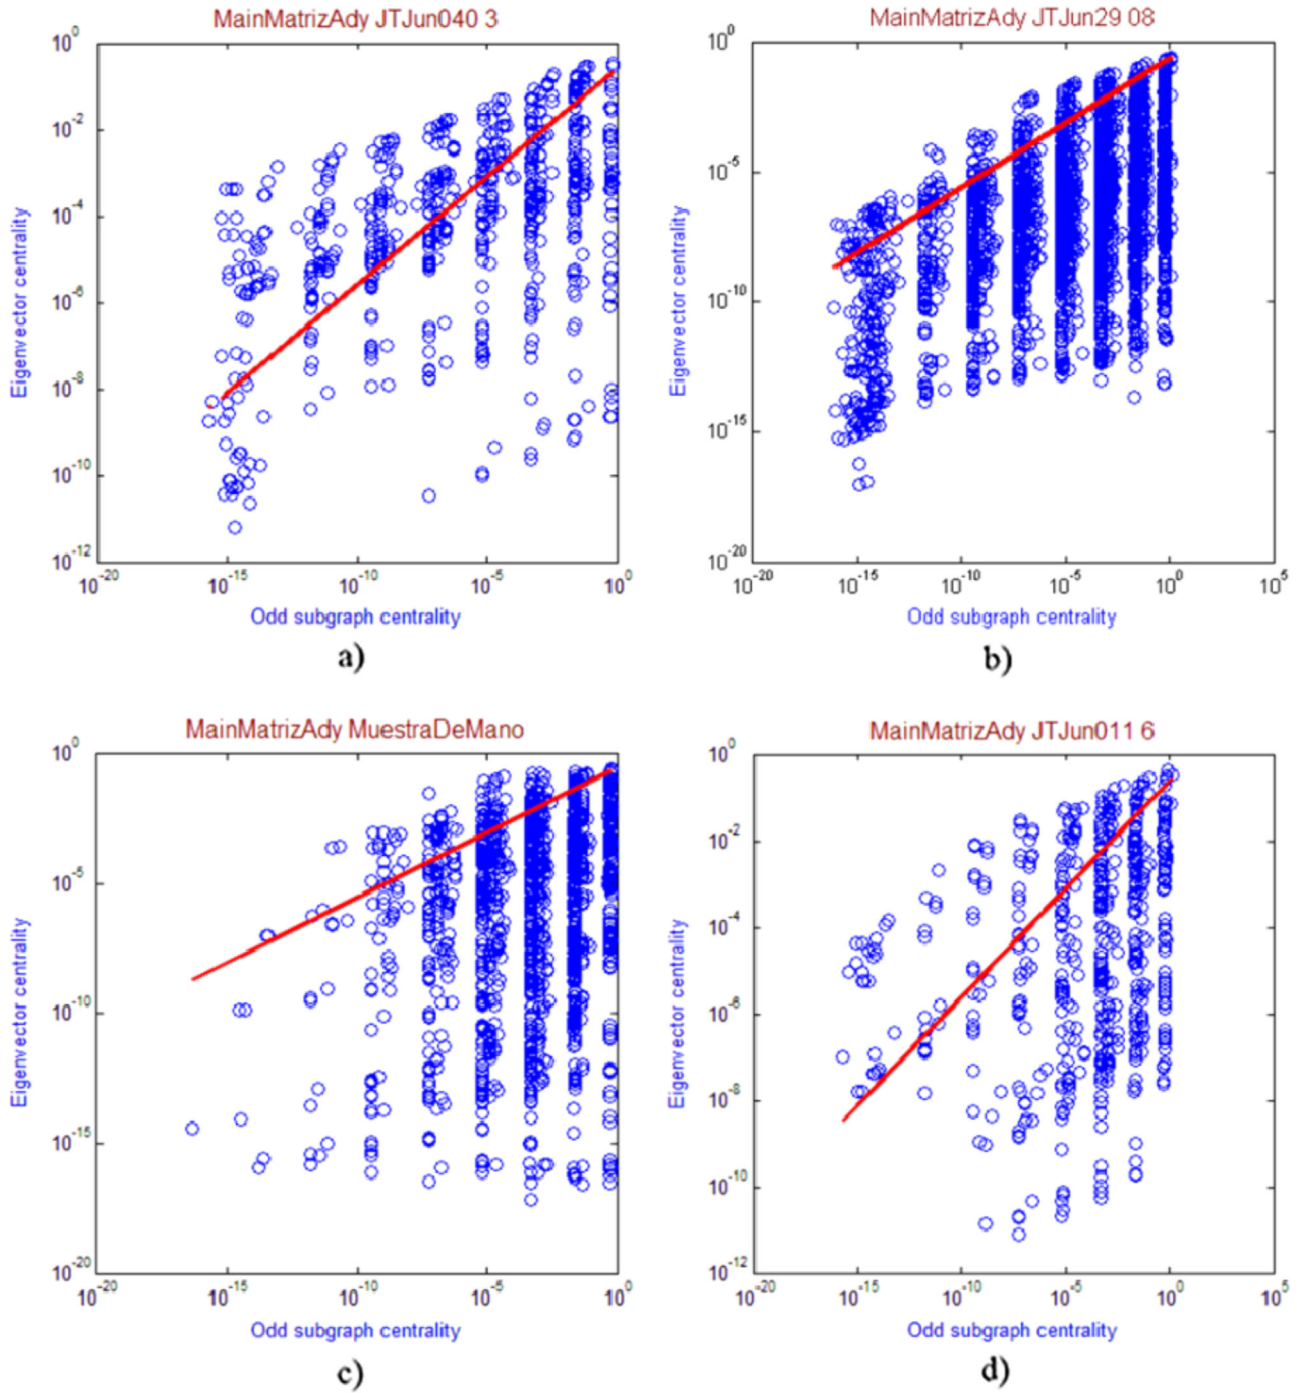 MainMatrizAdy JTJun040 3
10^0
10^-2
10^-4
10^-6
10^-8
10^-10
10^-12
Eigenvector centrality
10^-20 10^-15 10^-10 10^-5 10^0
Odd subgraph centrality
a)
MainMatrizAdy JTJun29 08
10^0
10^-5
10^-10
10^-15
10^-20
Eigenvector centrality
10^-20 10^-15 10^-10 10^-5 10^0 10^5
Odd subgraph centrality
b)
MainMatrizAdy MuestraDeMano
10^0
10^-5
10^-10
10^-15
10^-20
Eigenvector centrality
10^-20 10^-15 10^-10 10^-5 10^0
Odd subgraph centrality
c)
MainMatrizAdy JTJun011 6
10^0
10^-2
10^-4
10^-6
10^-8
10^-10
10^-12
Eigenvector centrality
10^-20 10^-15 10^-10 10^-5 10^0 10^5
Odd subgraph centrality
d)